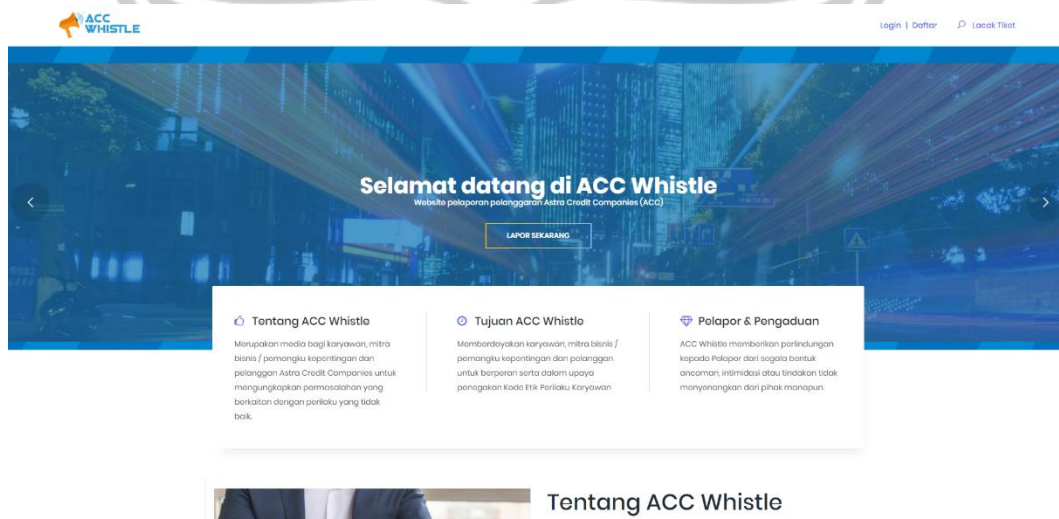 ACC
WHISTLE
Login | Daftar Lacak Tiket
Selamat datang di ACC Whistle
Website pelaporan pelanggaran Astra Credit Companies (ACC)
LAPOR SEKARANG
Tentang ACC Whistle
Merupakan media bagi karyawan, mitra
bisnis / pemangku kepentingan dan
pelanggan Astra Credit Companies untuk
mengungkapkan permasalahan yang
berkaitan dengan perilaku yang tidak
baik.
Tujuan ACC Whistle
Memberdayakan karyawan, mitra bisnis /
pemangku kepentingan dan pelanggan
untuk berperan serta dalam upaya
penegakan Kode Etik Perilaku Karyawan
Pelapor & Pengaduan
ACC Whistle memberikan perlindungan
kepada Pelapor dari segala bentuk
ancaman, intimidasi atau tindakan tidak
menyenangkan dari pihak manapun.
Tentang ACC Whistle